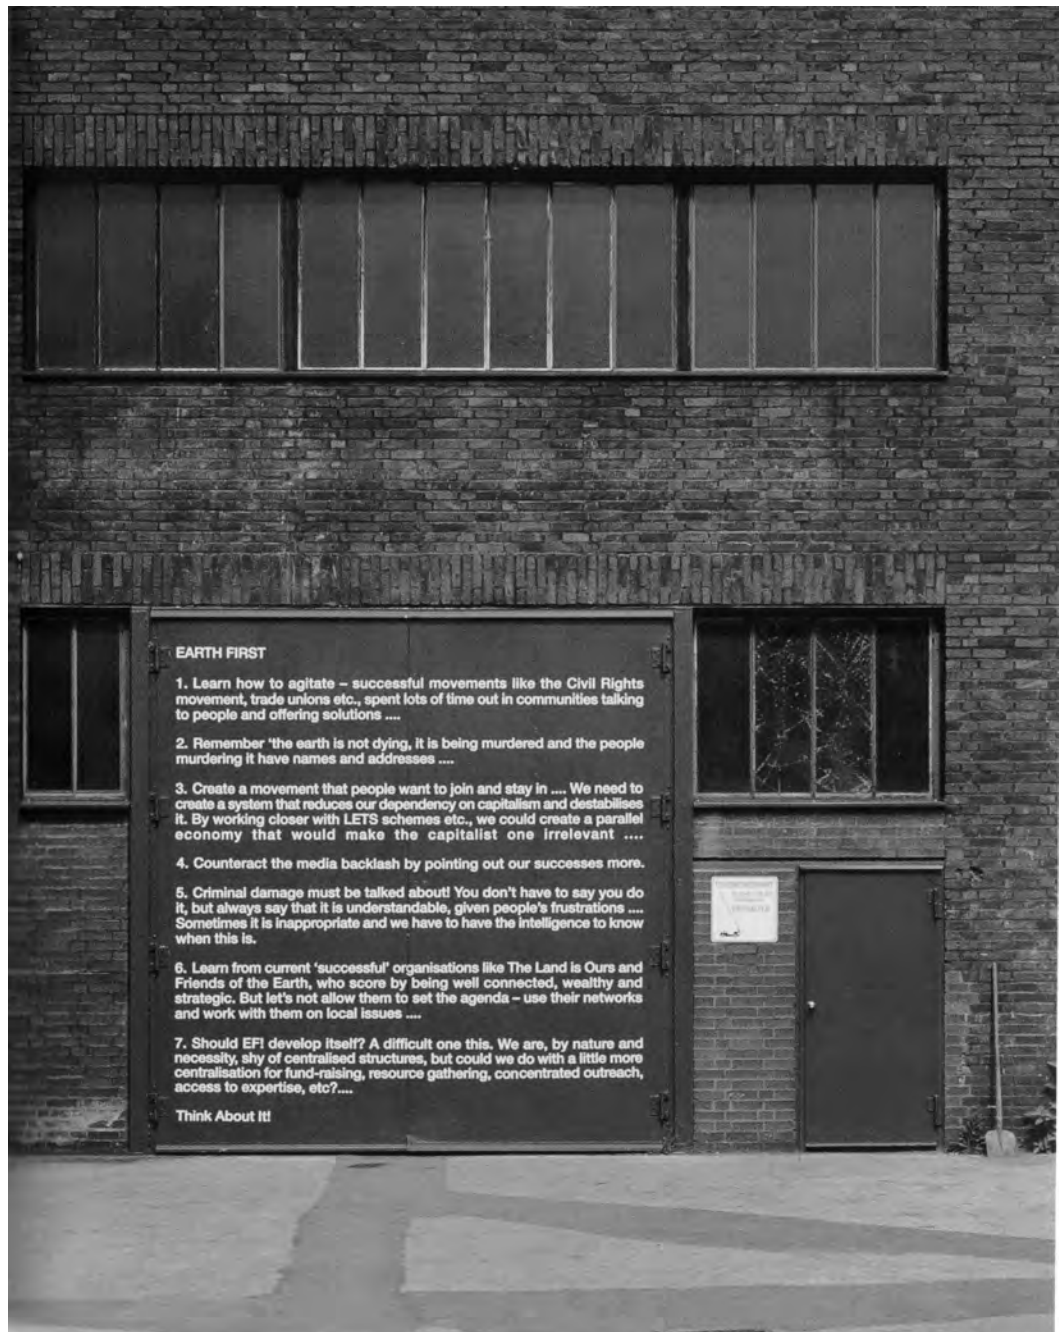 EARTH FIRST
1. Learn how to agitate – successful movements like the Civil Rights
movement, trade unions etc., spent lots of time out in communities talking
to people and offering solutions ....
2. Remember ‘the earth is not dying, it is being murdered and the people
murdering it have names and addresses ....
3. Create a movement that people want to join and stay in .... We need to
create a system that reduces our dependency on capitalism and destabilises
it. By working closer with LETS schemes etc., we could create a parallel
economy that would make the capitalist one irrelevant ....
4. Counteract the media backlash by pointing out our successes more.
5. Criminal damage must be talked about! You don’t have to say you do
it, but always say that it is understandable, given people’s frustrations ....
Sometimes it is inappropriate and we have to have the intelligence to know
when this is.
6. Learn from current ‘successful’ organisations like The Land is Ours and
Friends of the Earth, who score by being well connected, wealthy and
strategic. But let’s not allow them to set the agenda – use their networks
and work with them on local issues ....
7. Should EF! develop itself? A difficult one this. We are, by nature and
necessity, shy of centralised structures, but could we do with a little more
centralisation for fund-raising, resource gathering, concentrated outreach,
access to expertise, etc?....
Think About It!